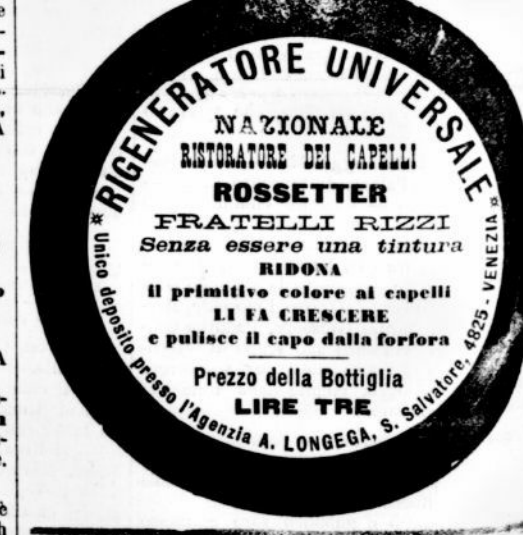 RIGENERATORE UNIVERSALE
NAZIONALE
RISTORATORE DEI CAPELLI
ROSSETTER
FRATELLI RIZZI
Senza essere una tintura
RIDONA
il primitivo colore ai capelli
LI FA CRESCERE
e pulisce il capo dalla forfora
Prezzo della Bottiglia
LIRE TRE
* Unico deposito presso l'Agenzia A. LONGEGA, S. Salvatore, 4825 - VENEZIA *